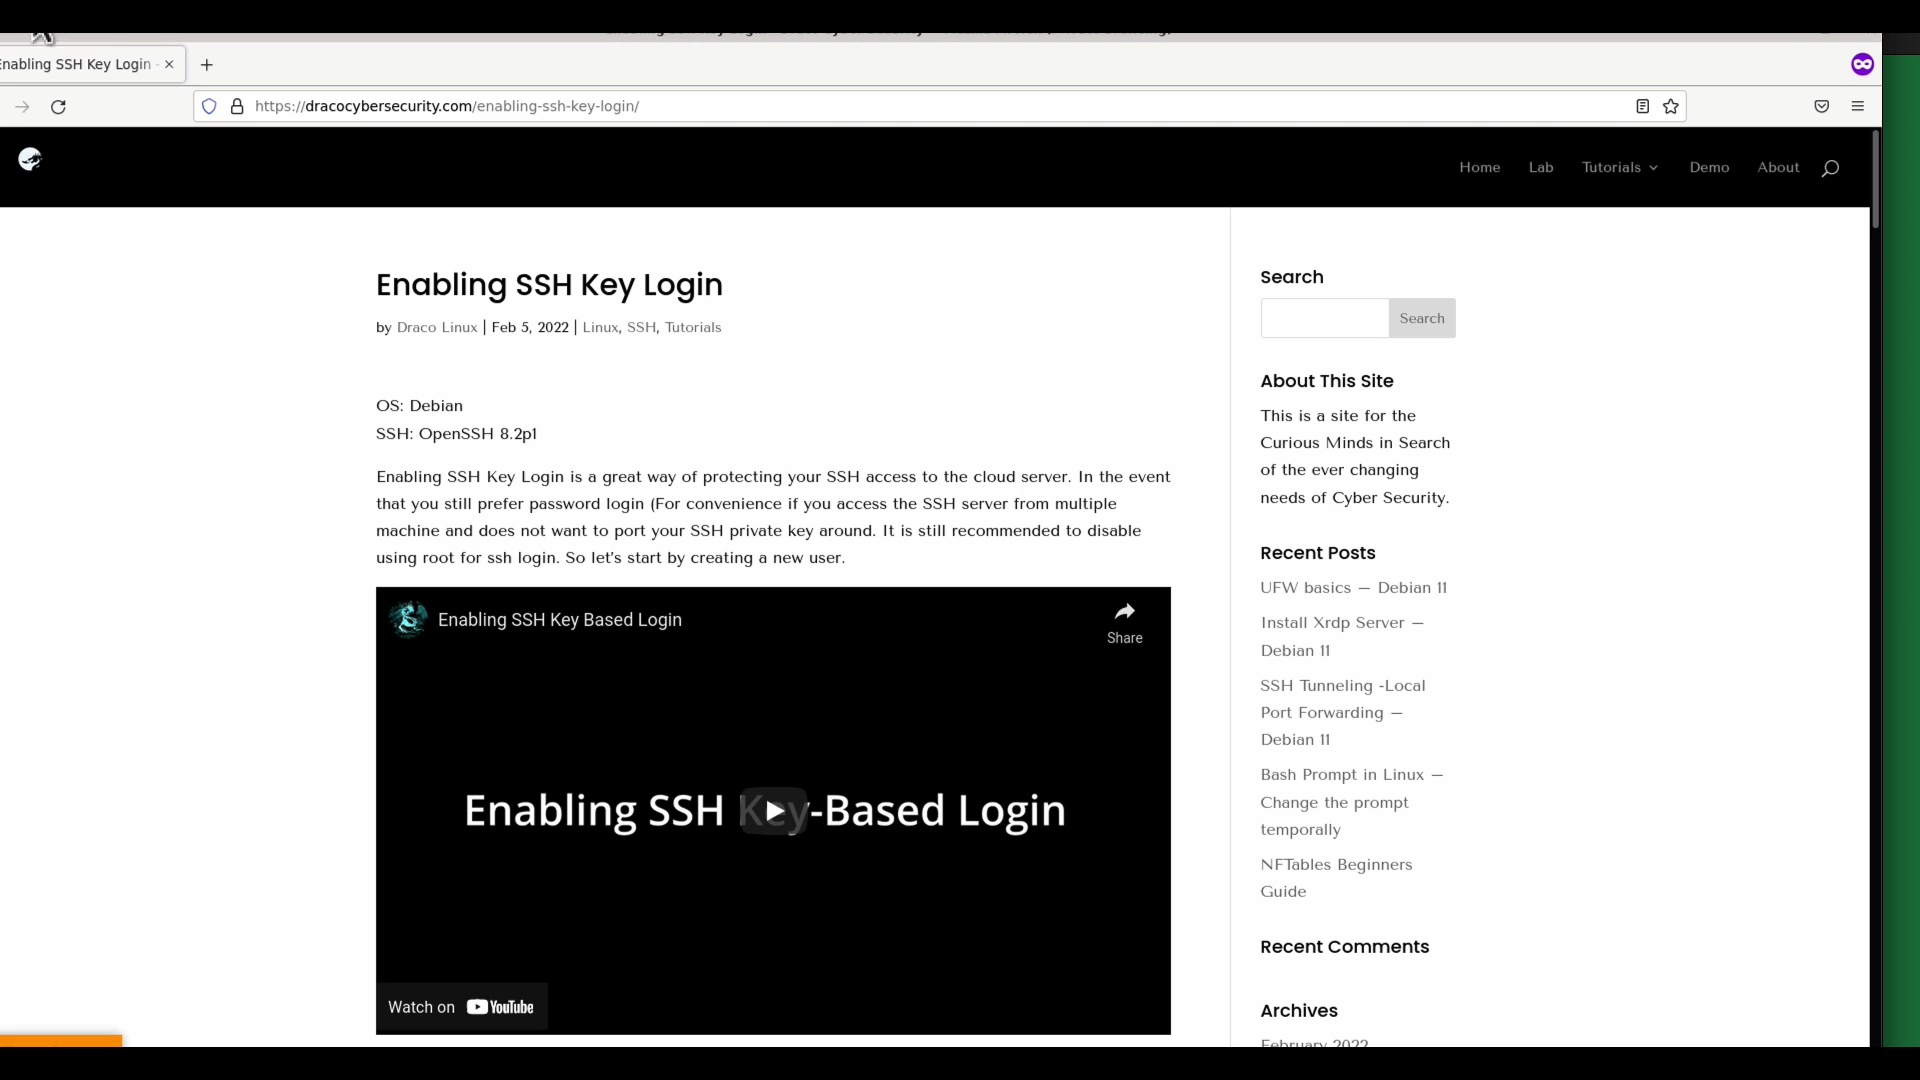 Enabling SSH Key Login -
https://dracocybersecurity.com/enabling-ssh-key-login/
Home Lab Tutorials Demo About
Enabling SSH Key Login
by Draco Linux | Feb 5, 2022 | Linux, SSH, Tutorials
OS: Debian
SSH: OpenSSH 8.2p1
Enabling SSH Key Login is a great way of protecting your SSH access to the cloud server. In the event
that you still prefer password login (For convenience if you access the SSH server from multiple
machine and does not want to port your SSH private key around. It is still recommended to disable
using root for ssh login. So let's start by creating a new user.
Enabling SSH Key Based Login
Share
Enabling SSH Key-Based Login
Watch on YouTube
Search
Search
About This Site
This is a site for the
Curious Minds in Search
of the ever changing
needs of Cyber Security.
Recent Posts
UFW basics – Debian 11
Install Xrdp Server –
Debian 11
SSH Tunneling -Local
Port Forwarding –
Debian 11
Bash Prompt in Linux –
Change the prompt
temporally
NFTables Beginners
Guide
Recent Comments
Archives
February 2022